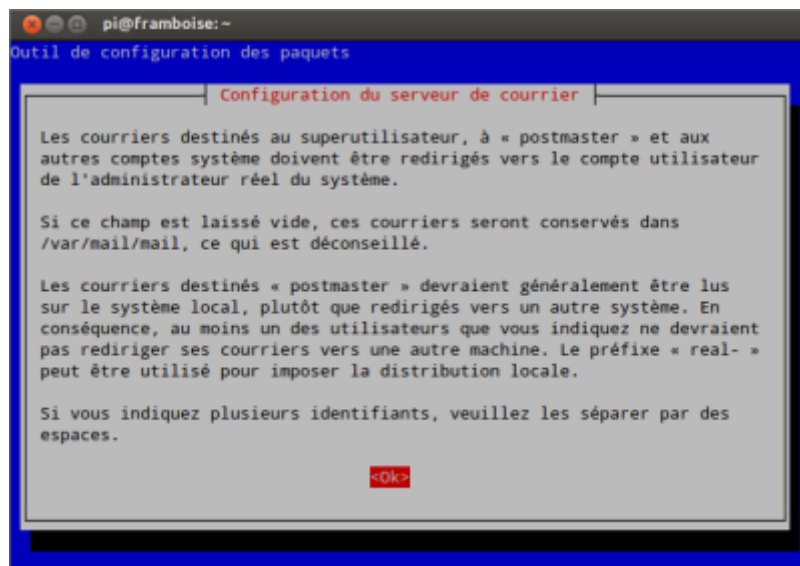 pi@framboise: ~
Outil de configuration des paquets
Configuration du serveur de courrier
Les courriers destinés au superutilisateur, à « postmaster » et aux
autres comptes système doivent être redirigés vers le compte utilisateur
de l'administrateur réel du système.
Si ce champ est laissé vide, ces courriers seront conservés dans
/var/mail/mail, ce qui est déconseillé.
Les courriers destinés « postmaster » devraient généralement être lus
sur le système local, plutôt que redirigés vers un autre système. En
conséquence, au moins un des utilisateurs que vous indiquez ne devraient
pas rediriger ses courriers vers une autre machine. Le préfixe « real- »
peut être utilisé pour imposer la distribution locale.
Si vous indiquez plusieurs identifiants, veuillez les séparer par des
espaces.
<Ok>